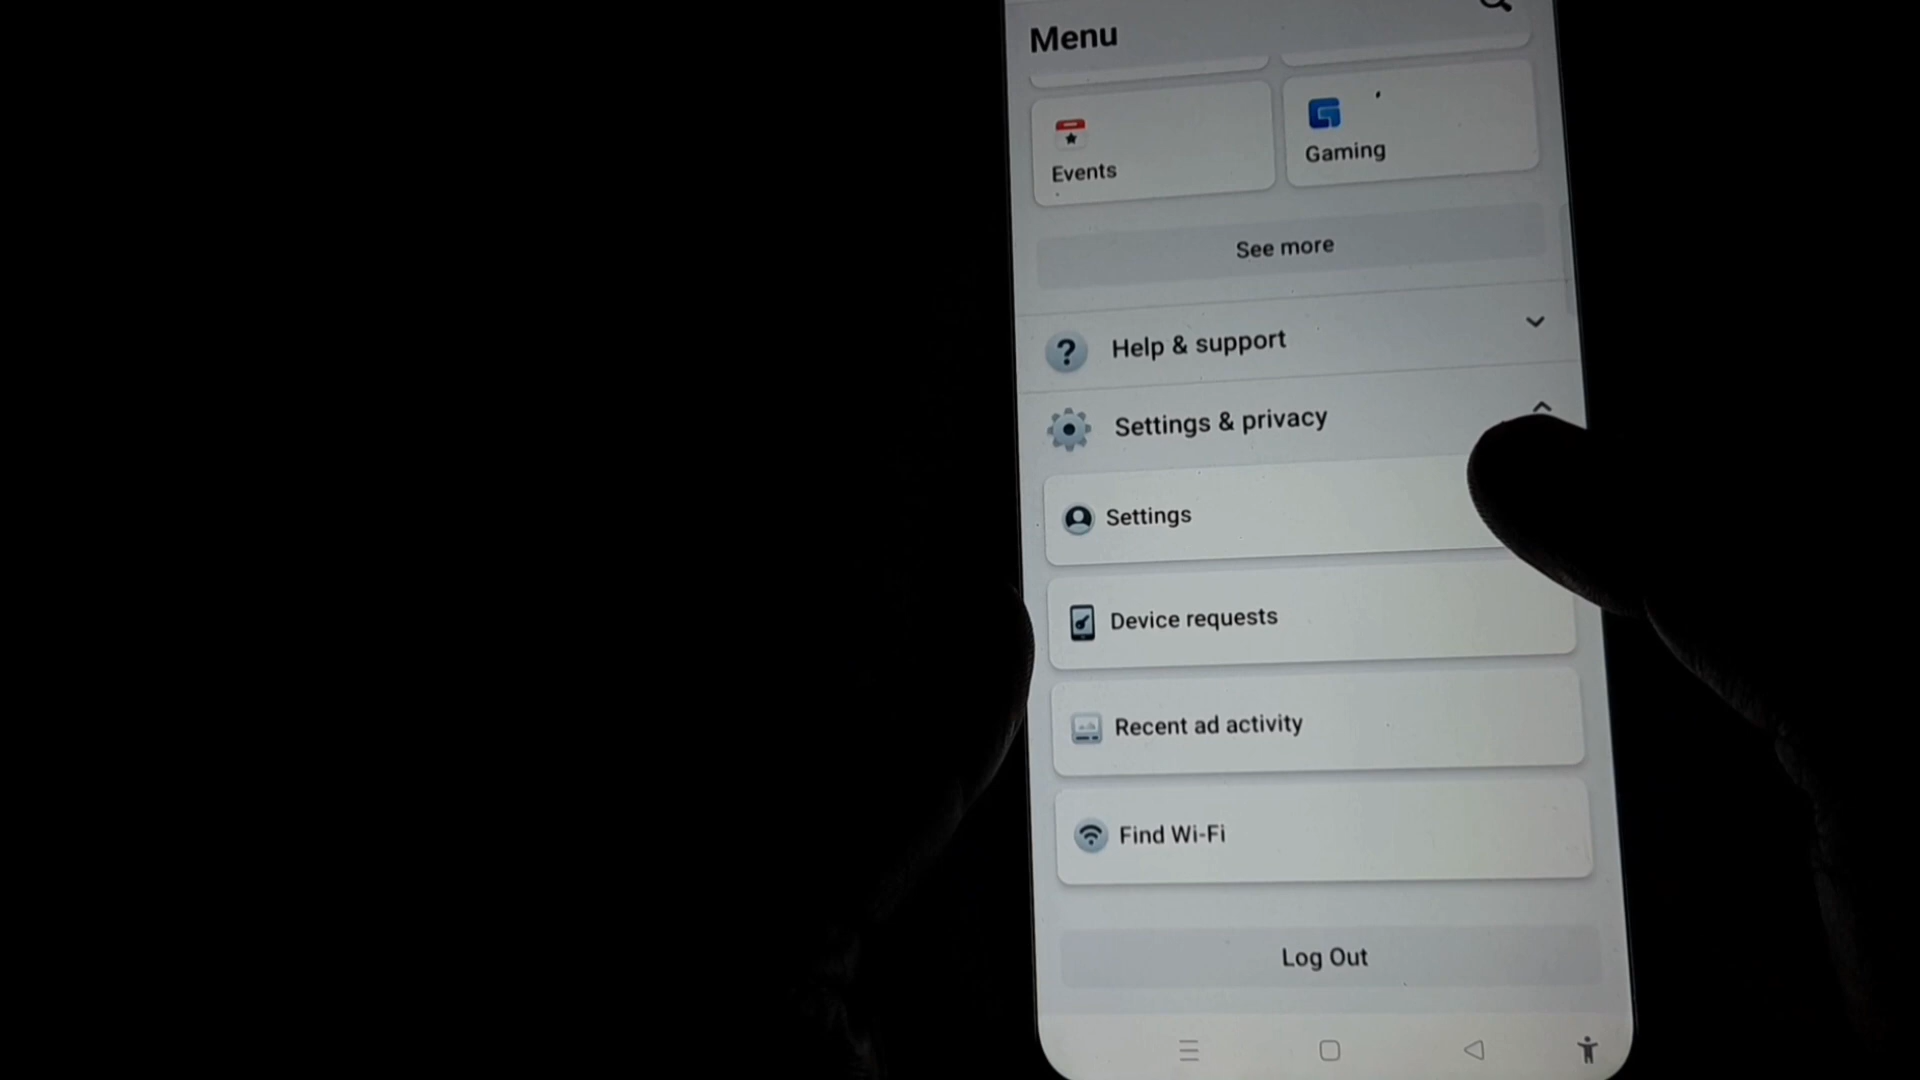 Menu
Events
Gaming
See more
Help & support
Settings & privacy
Settings
Device requests
Recent ad activity
Find Wi-Fi
Log Out